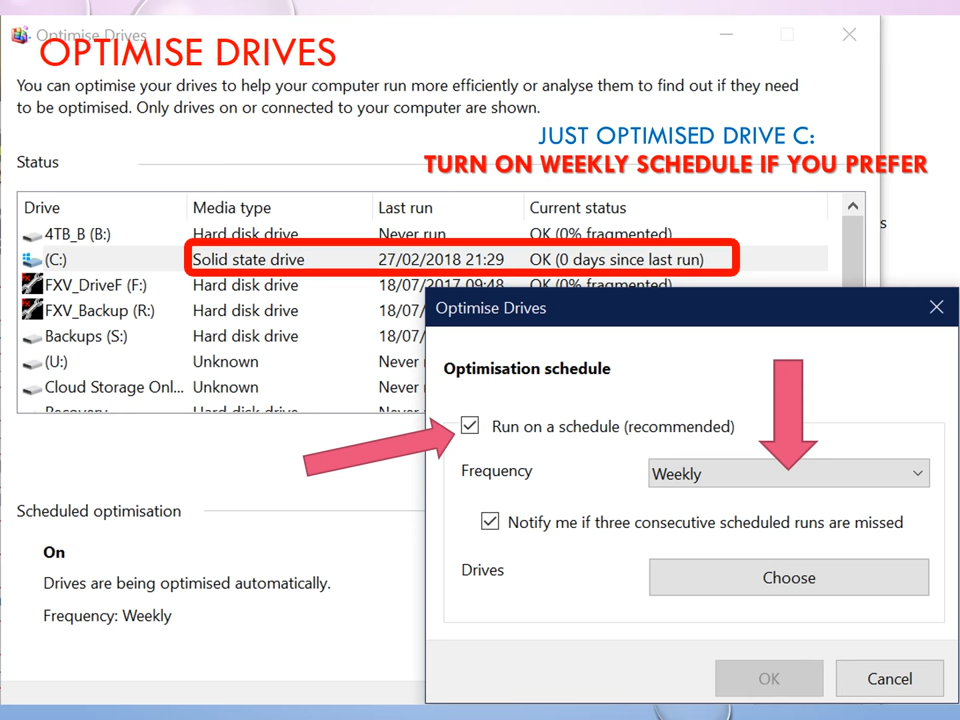 Optimise Drives
OPTIMISE DRIVES
You can optimise your drives to help your computer run more efficiently or analyse them to find out if they need
to be optimised. Only drives on or connected to your computer are shown.
JUST OPTIMISED DRIVE C:
TURN ON WEEKLY SCHEDULE IF YOU PREFER
Status
Drive Media type Last run Current status
4TB_B (B:) Hard disk drive Never run OK (0% fragmented)
(C:) Solid state drive 27/02/2018 21:29 OK (0 days since last run)
FXV_DriveF (F:) Hard disk drive 18/07/2017 09:48 OK (0% fragmented)
FXV_Backup (R:) Hard disk drive 18/07/
Backups (S:) Hard disk drive 18/07/
(U:) Unknown Never
Cloud Storage Onl... Unknown Never
Recovery Hard disk drive Never
Optimise Drives
Optimisation schedule
Run on a schedule (recommended)
Frequency Weekly
Notify me if three consecutive scheduled runs are missed
Drives Choose
OK Cancel
Scheduled optimisation
On
Drives are being optimised automatically.
Frequency: Weekly